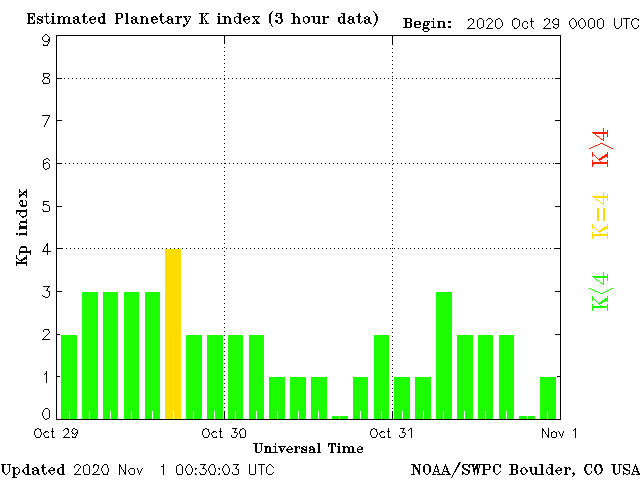 Estimated Planetary K index (3 hour data)
Begin: 2020 Oct 29 0000 UTC
9
8
7
6
5
4
3
2
1
0
Kp index
K>4
K=4
K<4
Oct 29
Oct 30
Oct 31
Nov 1
Universal Time
Updated 2020 Nov 1 00:30:03 UTC
NOAA/SWPC Boulder, CO USA